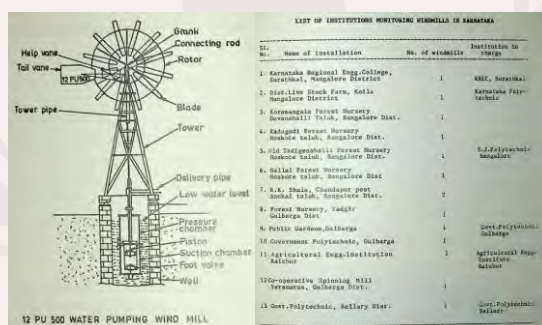 Crank
Connecting rod
Rotor
Help vane
Tail vane
12 PU500
Tower pipe
Blade
Tower
Delivery pipe
Low water level
Pressure chamber
Piston
Suction chamber
Foot valve
Well
12 PU 500 WATER PUMPING WIND MILL
LIST OF INSTITUTIONS MONITORING WINDMILLS IN KARNATAKA
Sl. No. Name of installation No. of windmills Institution in charge
1. Karnataka Regional Engg.College, Surathkal, Mangalore District 1 KREC, Surathkal
2. Dist.Live Stock Farm, Koila Mangalore District 1 Karnataka Polytechnic
3. Koramangala Forest Nursery Devanahalli Taluk, Bangalore Dist. 1
4. Kadugodi Forest Nursery Hoskote taluk, Bangalore Dist. 1
5. Old Tadigenahalli Forest Nursery Hoskote taluk, Bangalore Dist. 1 S.J.Polytechnic Bangalore
6. Hallal Forest Nursery Hoskote taluk, Bangalore Dist 1
7. Shala, Chandapur post Anekal taluk, Bangalore Dist 2
8. Forest Nursery, Yadgir Gulbarga Dist 1
9. Public Gardens,Gulbarga 1 Govt.Polytechnic Gulbarga
10 Government Polytechnic, Gulbarga 1
11 Agricultural Engg.Institution Raichur 1 Agricultural Engg. Institute Raichur
12Co-operative Spinning Mill Gulbarga Dist. 1
13 Govt.Polytechnic, Bellary Dist. 1 Govt.Polytechnic Bellary